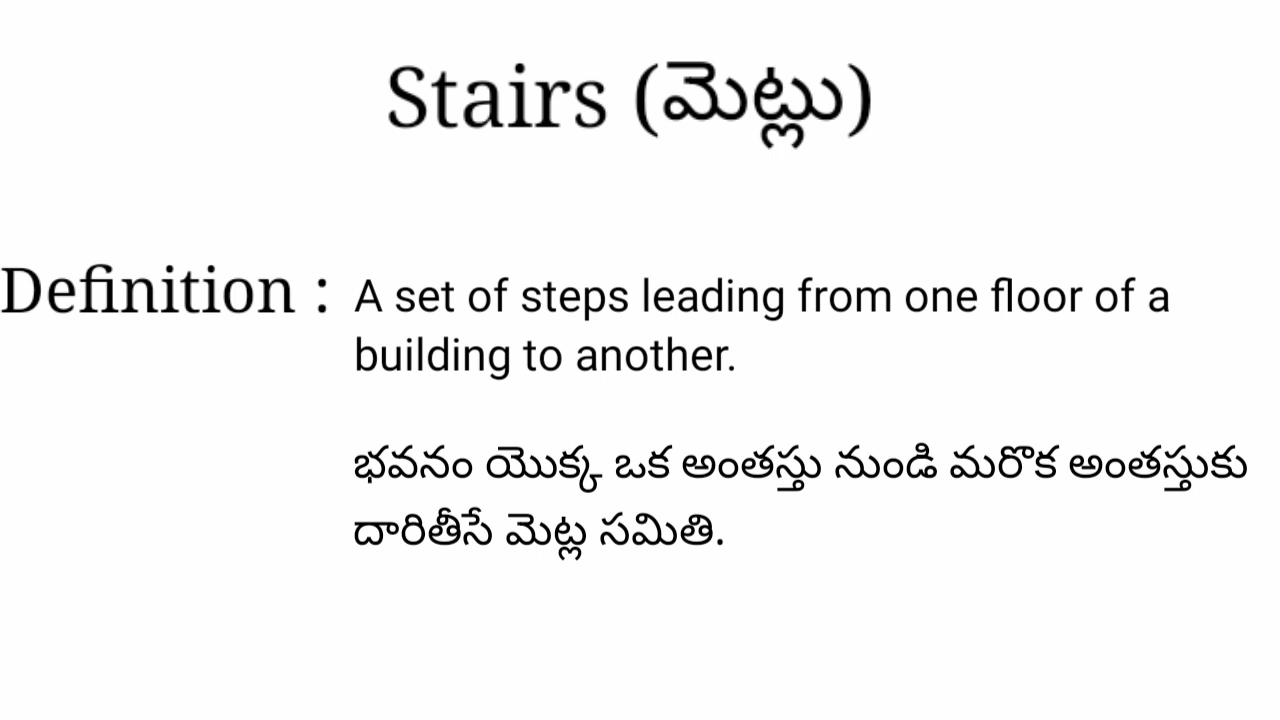 Stairs (మెట్లు)
Definition : A set of steps leading from one floor of a
building to another.
భవనం యొక్క ఒక అంతస్తు నుండి మరొక అంతస్తుకు
దారితీసే మెట్ల సమితి.